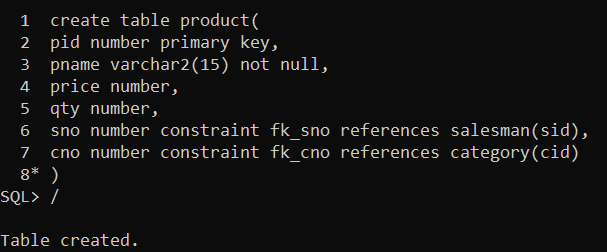 1 create table product(
2 pid number primary key,
3 pname varchar2(15) not null,
4 price number,
5 qty number,
6 sno number constraint fk_sno references salesman(sid),
7 cno number constraint fk_cno references category(cid)
8* )
SQL> /
Table created.